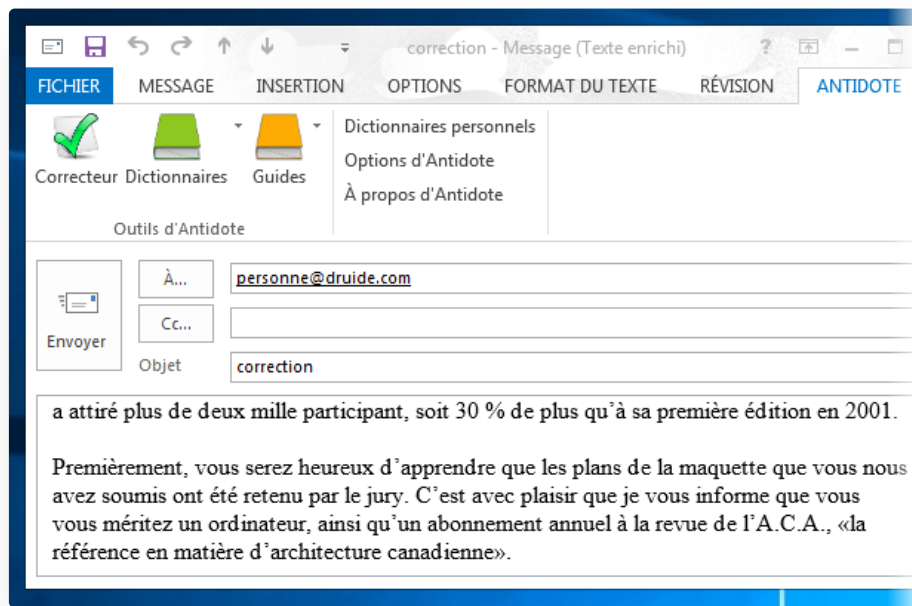 correction - Message (Texte enrichi) ?
FICHIER MESSAGE INSERTION OPTIONS FORMAT DU TEXTE RÉVISION ANTIDOTE
Correcteur Dictionnaires Guides
Dictionnaires personnels
Options d'Antidote
À propos d'Antidote
Outils d'Antidote
Envoyer
À... personne@druide.com
Cc...
Objet correction
a attiré plus de deux mille participant, soit 30 % de plus qu’à sa première édition en 2001.
Premièrement, vous serez heureux d’apprendre que les plans de la maquette que vous nous
avez soumis ont été retenu par le jury. C’est avec plaisir que je vous informe que vous
vous méritez un ordinateur, ainsi qu’un abonnement annuel à la revue de l’A.C.A., «la
référence en matière d’architecture canadienne».